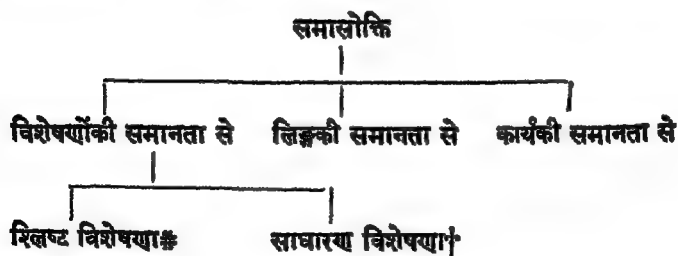 समासोक्ति
विशेषणोंकी समानता से लिङ्गकी समानता से कार्यकी समानता से
श्लिष्ट विशेषणा# साधारण विशेषणा†